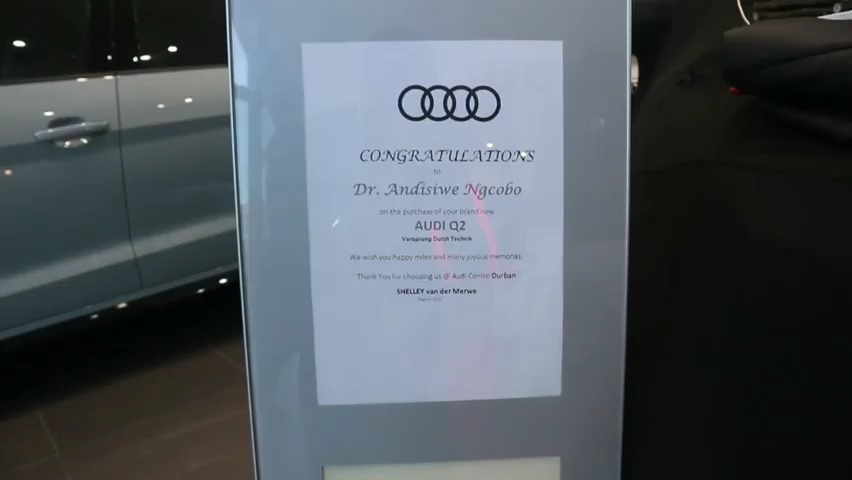 CONGRATULATIONS
to
Dr. Andisiwe Ngcobo
on the purchase of your brand new
AUDI Q2
Vorsprung Durch Technik
We wish you happy miles and many joyous memories
Thank You for choosing us @ Audi Centre Durban
SHELLEY van der Merwe